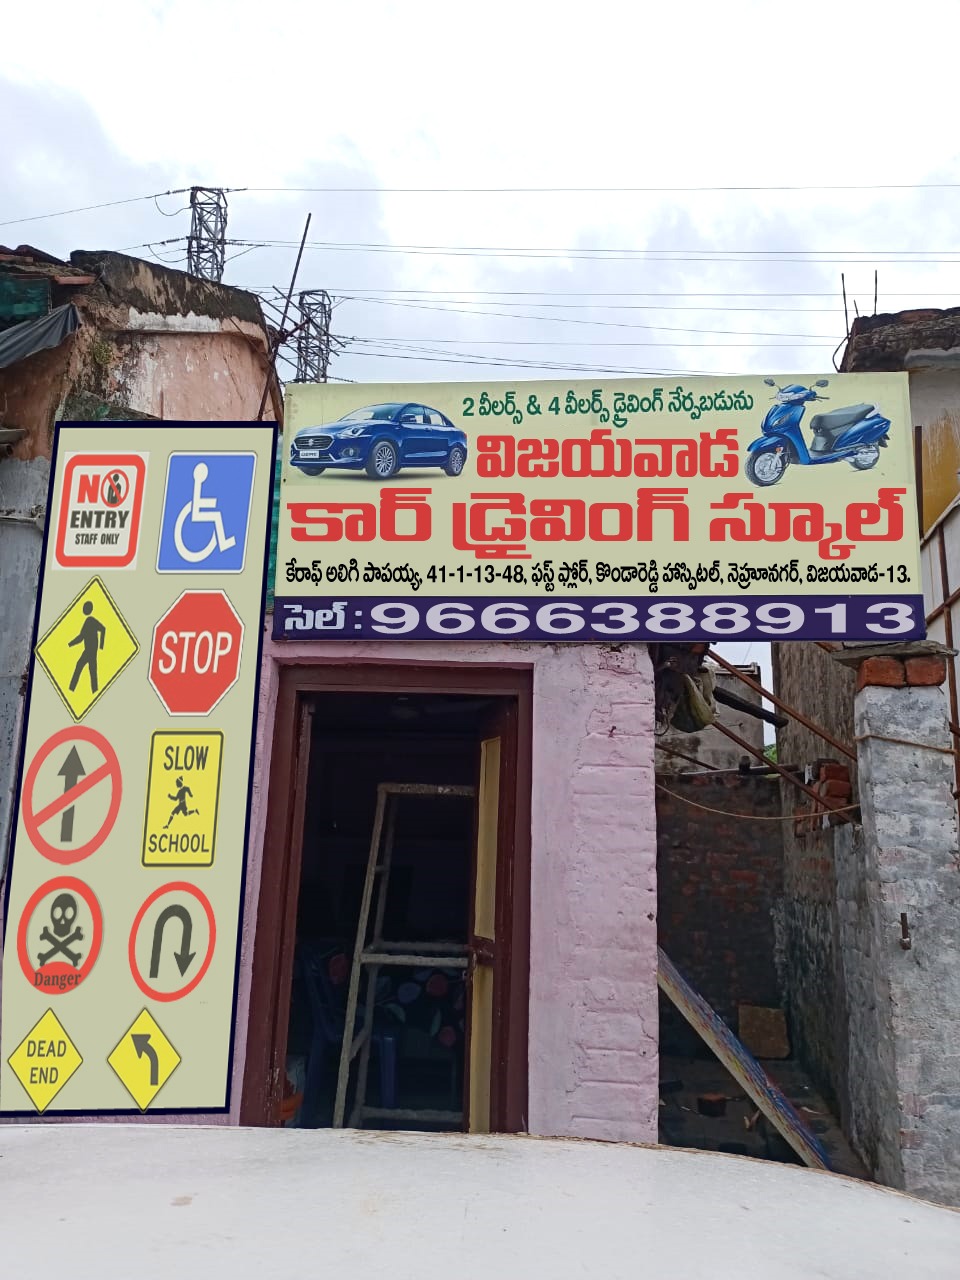 2 వీలర్స్ & 4 వీలర్స్ డ్రైవింగ్ నేర్పబడును
విజయవాడ
కార్ డ్రైవింగ్ స్కూల్
కేరాఫ్ అలిగి పాపయ్య, 41-1-13-48, ఫస్ట్ ఫ్లోర్, కొండారెడ్డి హాస్పిటల్, నెహ్రూనగర్, విజయవాడ-13.
సెల్ : 9666388913
NO
ENTRY
STAFF ONLY
STOP
SLOW
SCHOOL
Danger
DEAD
END